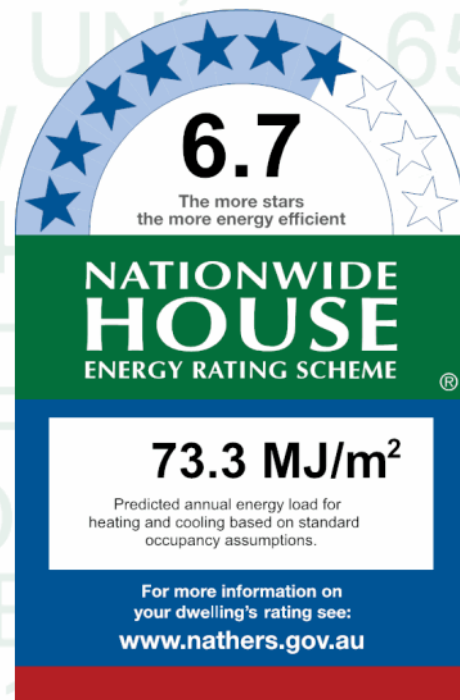 6.7
The more stars
the more energy efficient
NATIONWIDE
HOUSE
ENERGY RATING SCHEME
®
73.3 MJ/m²
Predicted annual energy load for
heating and cooling based on standard
occupancy assumptions.
For more information on
your dwelling's rating see:
www.nathers.gov.au